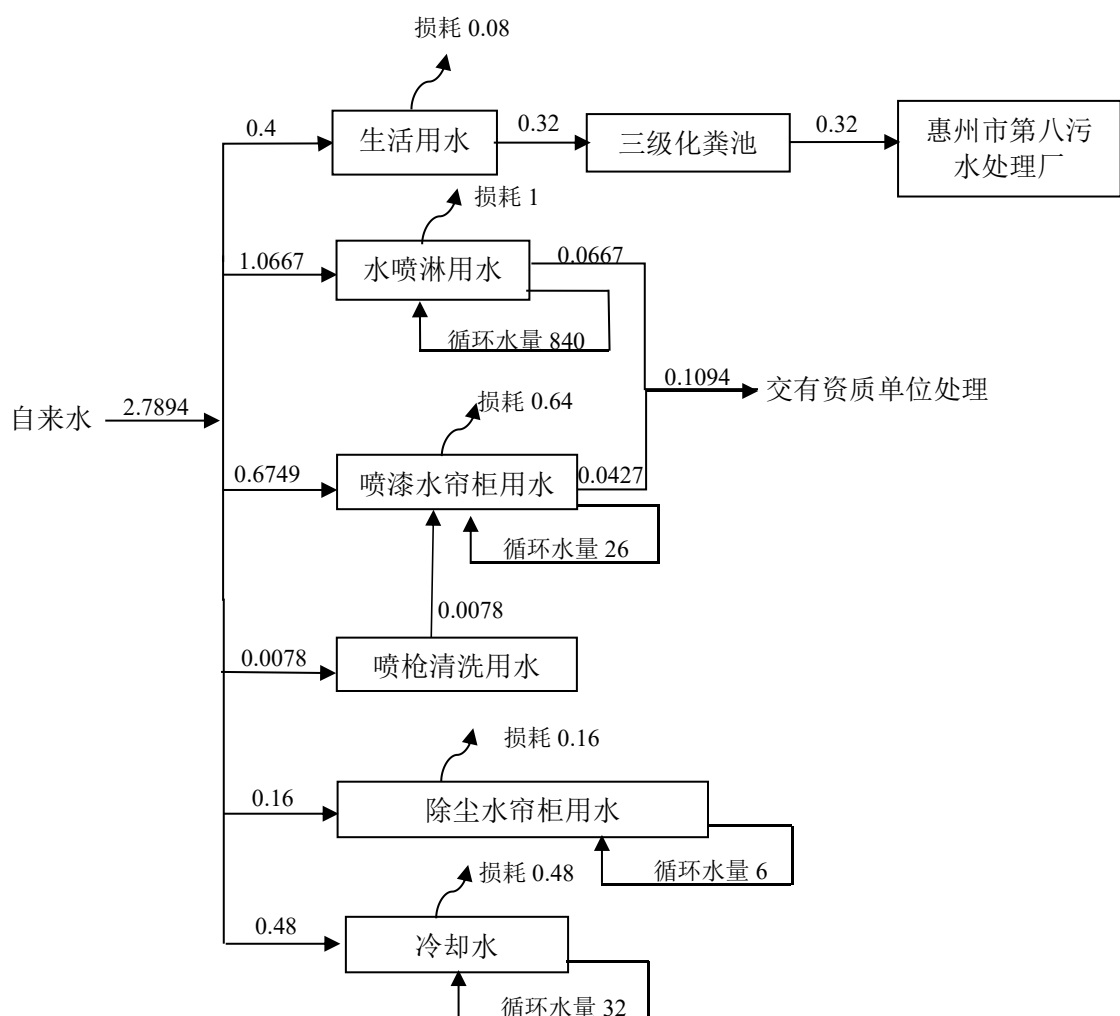 损耗 0.08
0.4
生活用水
0.32
三级化粪池
0.32
惠州市第八污
水处理厂
损耗 1
1.0667
水喷淋用水
0.0667
循环水量 840
0.1094
交有资质单位处理
自来水
2.7894
损耗 0.64
0.6749
喷漆水帘柜用水
0.0427
循环水量 26
0.0078
0.0078
喷枪清洗用水
损耗 0.16
0.16
除尘水帘柜用水
循环水量 6
损耗 0.48
0.48
冷却水
循环水量 32